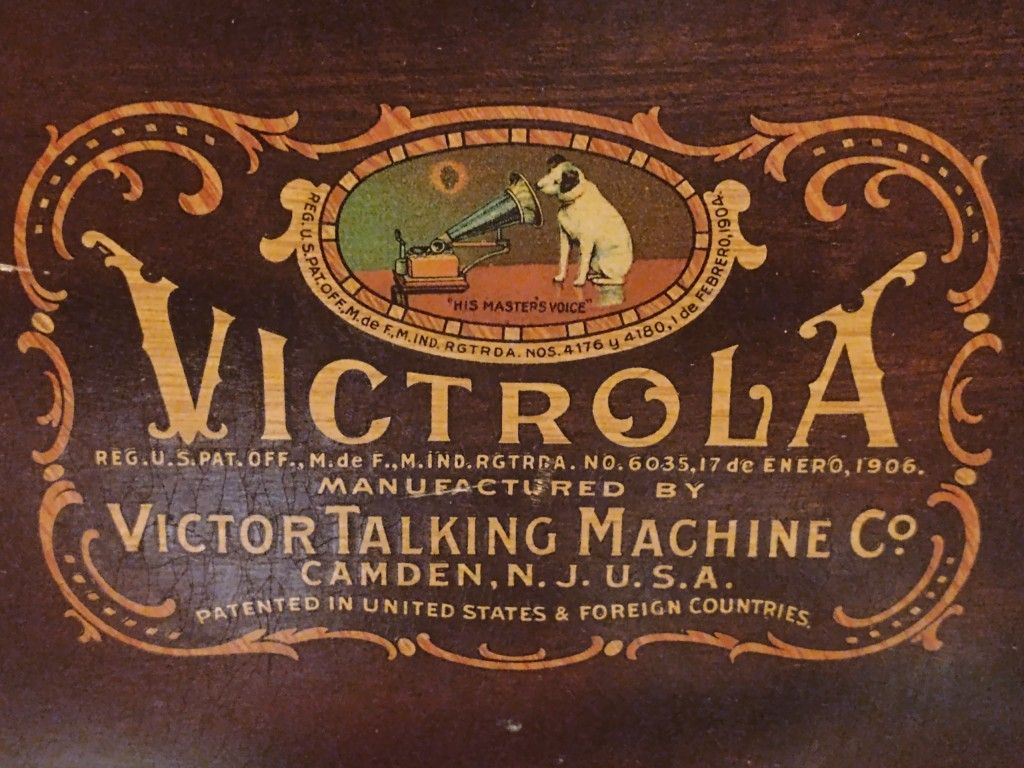 "HIS MASTER'S VOICE"
REG. U.S. PAT. OFF., M. de F., M. IND. RGTRDA. NOS. 4176 y 4180, 1 de FEBRERO, 1904.
VICTROLA
REG. U.S. PAT. OFF., M. de F., M. IND. RGTRDA. NO. 6035, 17 de ENERO, 1906.
MANUFACTURED BY
VICTOR TALKING MACHINE Co.
CAMDEN, N. J. U. S. A.
PATENTED IN UNITED STATES & FOREIGN COUNTRIES.